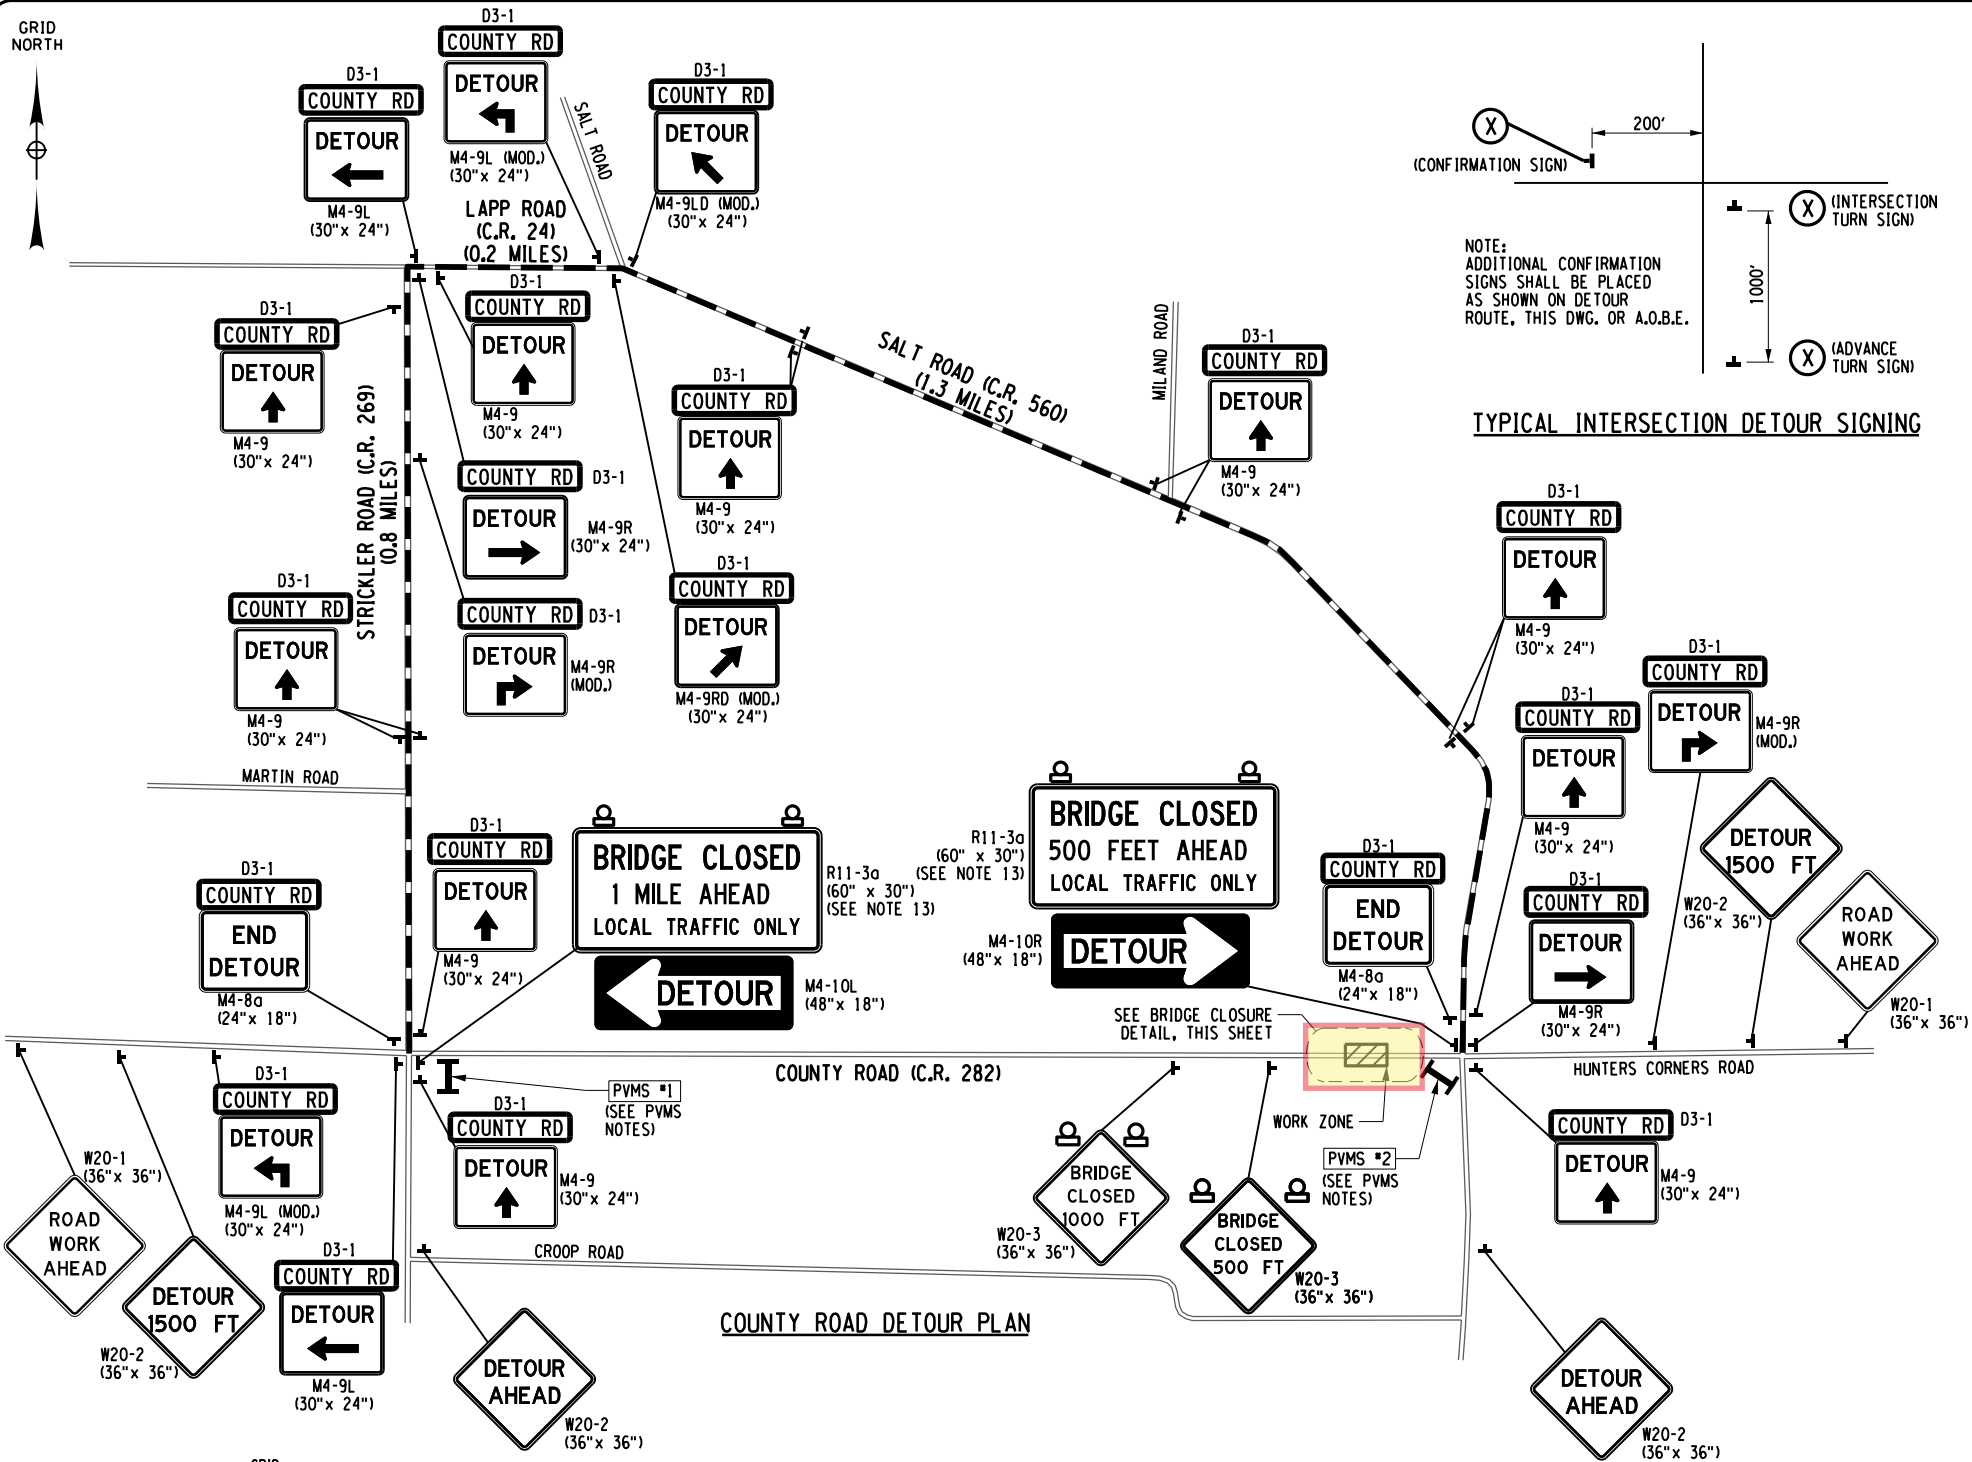 GRID
NORTH
D3-1
COUNTY RD
DETOUR
M4-9L
(30"x 24")
D3-1
COUNTY RD
DETOUR
M4-9L (MOD.)
(30"x 24")
SALT ROAD
D3-1
COUNTY RD
DETOUR
M4-9LD (MOD.)
(30"x 24")
LAPP ROAD
(C.R. 24)
(0.2 MILES)
200'
X
(CONFIRMATION SIGN)
X
(INTERSECTION
TURN SIGN)
1000'
NOTE:
ADDITIONAL CONFIRMATION
SIGNS SHALL BE PLACED
AS SHOWN ON DETOUR
ROUTE, THIS DWG. OR A.O.B.E.
X
(ADVANCE
TURN SIGN)
TYPICAL INTERSECTION DETOUR SIGNING
D3-1
COUNTY RD
DETOUR
M4-9
(30"x 24")
D3-1
COUNTY RD
DETOUR
M4-9
(30"x 24")
SALT ROAD (C.R. 560)
(1.3 MILES)
MILAND ROAD
D3-1
COUNTY RD
DETOUR
M4-9
(30"x 24")
D3-1
COUNTY RD
DETOUR
M4-9
(30"x 24")
STRICKLER ROAD (C.R. 269)
(0.8 MILES)
COUNTY RD D3-1
DETOUR
M4-9R
(30"x 24")
COUNTY RD D3-1
DETOUR
M4-9R
(MOD.)
D3-1
COUNTY RD
DETOUR
M4-9RD (MOD.)
(30"x 24")
D3-1
COUNTY RD
DETOUR
M4-9
(30"x 24")
D3-1
COUNTY RD
DETOUR
M4-9
(30"x 24")
D3-1
COUNTY RD
DETOUR
M4-9R
(MOD.)
D3-1
COUNTY RD
DETOUR
M4-9
(30"x 24")
MARTIN ROAD
D3-1
COUNTY RD
END
DETOUR
M4-8a
(24"x 18")
D3-1
COUNTY RD
DETOUR
M4-9
(30"x 24")
BRIDGE CLOSED
1 MILE AHEAD
LOCAL TRAFFIC ONLY
R11-3a
(60" x 30")
(SEE NOTE 13)
DETOUR
M4-10L
(48"x 18")
R11-3a
(60" x 30")
(SEE NOTE 13)
BRIDGE CLOSED
500 FEET AHEAD
LOCAL TRAFFIC ONLY
M4-10R
(48"x 18")
DETOUR
D3-1
COUNTY RD
END
DETOUR
M4-8a
(24"x 18")
D3-1
COUNTY RD
DETOUR
M4-9R
(30"x 24")
DETOUR
1500 FT
W20-2
(36"x 36")
ROAD
WORK
AHEAD
W20-1
(36"x 36")
SEE BRIDGE CLOSURE
DETAIL, THIS SHEET
COUNTY ROAD (C.R. 282)
HUNTERS CORNERS ROAD
PVMS #1
(SEE PVMS
NOTES)
WORK ZONE
PVMS #2
(SEE PVMS
NOTES)
W20-1
(36"x 36")
ROAD
WORK
AHEAD
D3-1
COUNTY RD
DETOUR
M4-9L (MOD.)
(30"x 24")
DETOUR
1500 FT
W20-2
(36"x 36")
D3-1
COUNTY RD
DETOUR
M4-9L
(30"x 24")
D3-1
COUNTY RD
DETOUR
M4-9
(30"x 24")
CROOP ROAD
DETOUR
AHEAD
W20-2
(36"x 36")
BRIDGE
CLOSED
1000 FT
W20-3
(36"x 36")
BRIDGE
CLOSED
500 FT
W20-3
(36"x 36")
COUNTY RD D3-1
DETOUR
M4-9
(30"x 24")
DETOUR
AHEAD
W20-2
(36"x 36")
COUNTY ROAD DETOUR PLAN